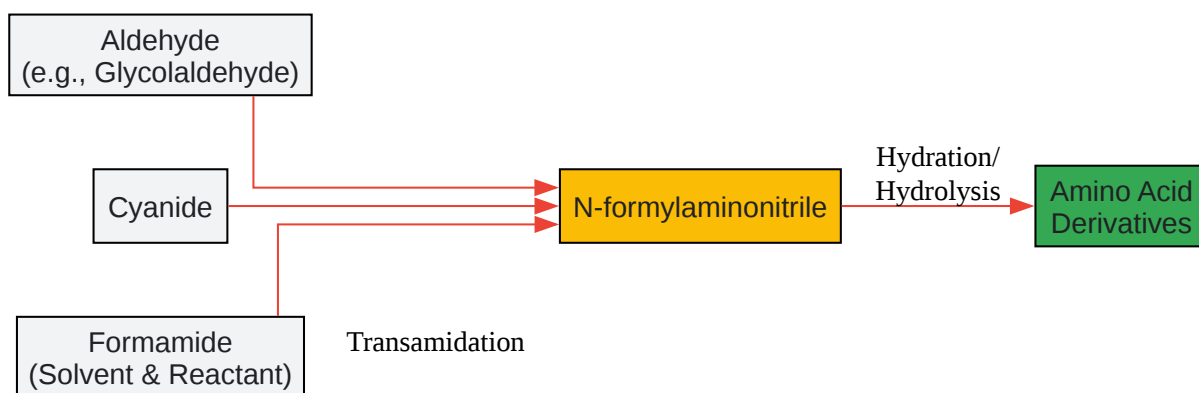 Aldehyde
(e.g., Glycolaldehyde)
Cyanide
Formamide
(Solvent & Reactant)
Transamidation
N-formylaminonitrile
Hydration/
Hydrolysis
Amino Acid
Derivatives